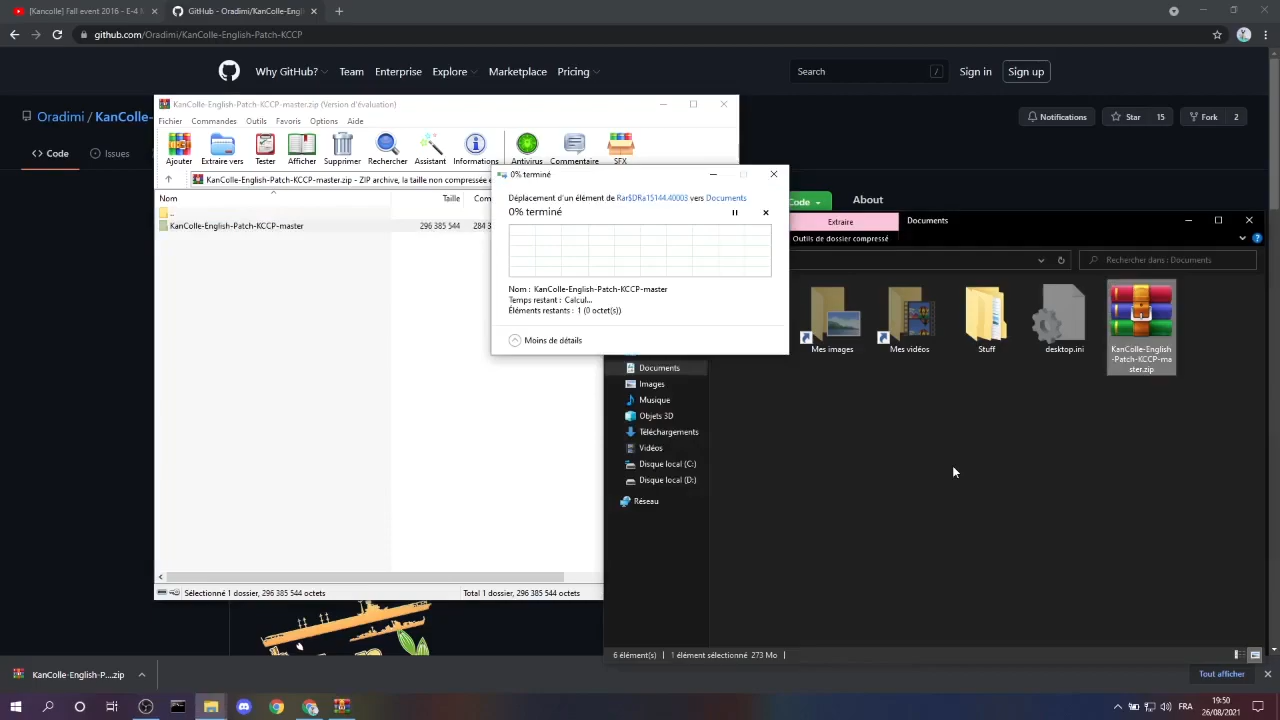 [Kancolle] Fall event 2016 - E-4
GitHub - Oradimi/KanColle-Engli
github.com/Oradimi/KanColle-English-Patch-KCCP
Why GitHub?
Team
Enterprise
Explore
Marketplace
Pricing
Search
/
Sign in
Sign up
Oradimi / KanColle-
Notifications
Star
15
Fork
2
Code
Issues
KanColle-English-Patch-KCCP-master.zip (Version d'évaluation)
Fichier
Commandes
Outils
Favoris
Options
Aide
Ajouter
Extraire vers
Tester
Afficher
Supprimer
Rechercher
Assistant
Informations
Antivirus
Commentaire
SFX
KanColle-English-Patch-KCCP-master.zip - ZIP archive, la taille non compressée e
Nom
Taille
Com
..
KanColle-English-Patch-KCCP-master
296 385 544
284 3
Sélectionné 1 dossier, 296 385 544 octets
Total 1 dossier, 296 385 544 octets
0% terminé
Déplacement d'un élément de Rar$DRa15144.40003 vers Documents
0% terminé
Nom : KanColle-English-Patch-KCCP-master
Temps restant : Calcul...
Éléments restants : 1 (0 octet(s))
Moins de détails
Code
About
Extraire
Documents
Outils de dossier compressé
Rechercher dans : Documents
Mes images
Mes vidéos
Stuff
desktop.ini
KanColle-English
-Patch-KCCP-ma
ster.zip
Documents
Images
Musique
Objets 3D
Téléchargements
Vidéos
Disque local (C:)
Disque local (D:)
Réseau
6 élément(s)
1 élément sélectionné 273 Mo
KanColle-English-P....zip
Tout afficher
FRA
19:50
26/08/2021